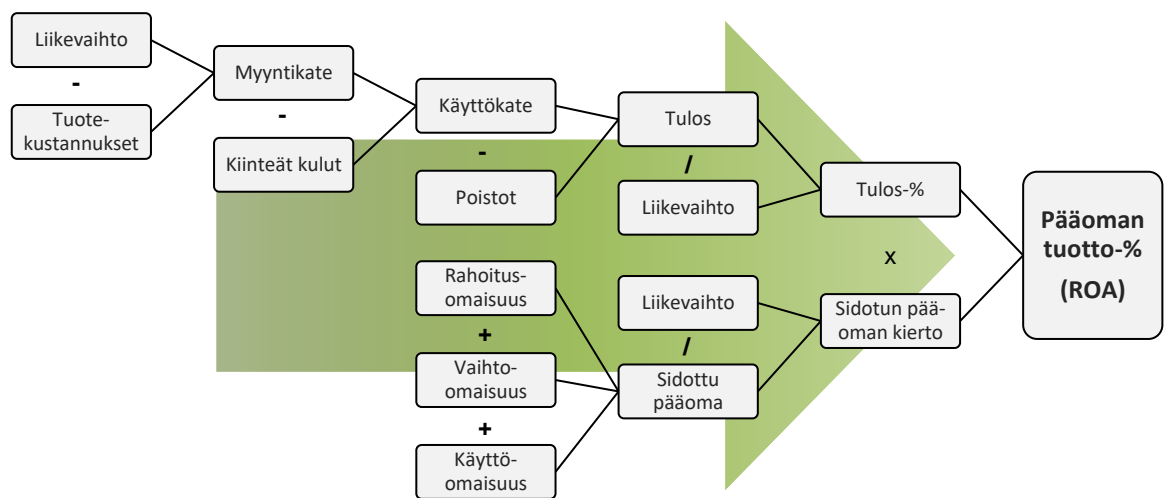 Liikevaihto
-
Tuote-
kustannukset
Myyntikate
-
Kiinteät kulut
Käyttökate
-
Poistot
Tulos
/
Liikevaihto
Tulos-%
x
Rahoitus-
omaisuus
+
Vaihto-
omaisuus
+
Käyttö-
omaisuus
Liikevaihto
/
Sidottu
pääoma
Sidotun pää-
oman kierto
Pääoman
tuotto-%
(ROA)